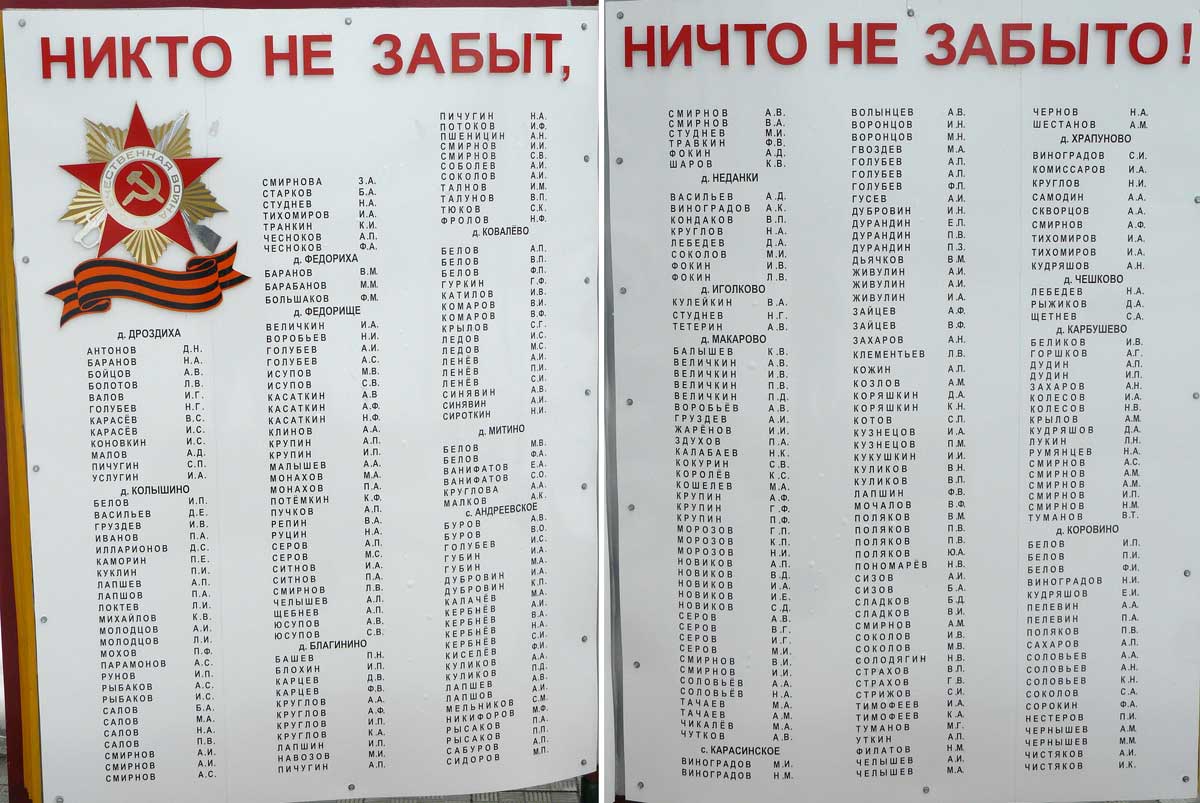 НИКТО НЕ ЗАБЫТ,
ОТЕЧЕСТВЕННАЯ ВОЙНА
д. ДРОЗДИХА
АНТОНОВ Д.Н.
БАРАНОВ Н.А.
БОЙЦОВ А.В.
БОЛОТОВ Л.В.
ВАЛОВ И.Г.
ГОЛУБЕВ Н.Г.
КАРАСЁВ В.С.
КАРАСЁВ И.С.
КОНОВКИН И.С.
МАЛОВ А.Д.
ПИЧУГИН С.П.
УСЛУГИН И.А.
д. КОЛЫШИНО
БЕЛОВ И.П.
ВАСИЛЬЕВ Д.Е.
ГРУЗДЕВ И.В.
ИВАНОВ П.А.
ИЛЛАРИОНОВ Д.С.
КАМОРИН П.Е.
КУКЛИН П.И.
ЛАПШЕВ А.П.
ЛАПШОВ П.А.
ЛОКТЕВ Л.И.
МИХАЙЛОВ К.В.
МОЛОДЦОВ А.И.
МОЛОДЦОВ Л.И.
МОХОВ П.Ф.
ПАРАМОНОВ А.С.
РУНОВ И.П.
РЫБАКОВ А.С.
РЫБАКОВ И.С.
САЛОВ Б.А.
САЛОВ М.А.
САЛОВ Н.А.
САЛОВ П.В.
СМИРНОВ А.И.
СМИРНОВ А.И.
СМИРНОВ А.С.
СМИРНОВА З.А.
СТАРКОВ Б.А.
СТУДНЕВ Н.А.
ТИХОМИРОВ И.А.
ТРАНКИН К.И.
ЧЕСНОКОВ А.П.
ЧЕСНОКОВ Ф.А.
д. ФЕДОРИХА
БАРАНОВ В.М.
БАРАБАНОВ М.М.
БОЛЬШАКОВ Ф.М.
д. ФЕДОРИЩЕ
ВЕЛИЧКИН И.А.
ВОРОБЬЕВ Н.И.
ГОЛУБЕВ А.И.
ГОЛУБЕВ А.С.
ИСУПОВ М.В.
ИСУПОВ С.В.
КАСАТКИН А.В
КАСАТКИН А.Ф.
КАСАТКИН Н.Ф.
КЛИНОВ А.А.
КРУПИН А.П.
КРУПИН И.П.
МАЛЫШЕВ А.А.
МОНАХОВ М.А.
МОНАХОВ П.А.
ПОТЁМКИН К.Ф.
ПУЧКОВ А.П.
РЕПИН В.А.
РУЦИН Н.А.
СЕРОВ А.П.
СЕРОВ М.С.
СИТНОВ И.А.
СИТНОВ П.А.
СМИРНОВ Л.В.
ЧЕЛЫШЕВ А.П.
ЩЕБНЕВ А.П.
ЮСУПОВ А.В.
ЮСУПОВ С.В.
д. БЛАГИНИНО
БАШЕВ П.Н.
БЛОХИН И.П.
КАРЦЕВ Д.В.
КАРЦЕВ Ф.В.
КРУГЛОВ А.А.
КРУГЛОВ А.Ф.
КРУГЛОВ И.П.
КРУГЛОВ К.А.
ЛАПШИН И.П.
НАВОЗОВ М.И.
ПИЧУГИН А.П.
ПИЧУГИН Н.А.
ПОТОКОВ И.Ф.
ПШЕНИЦИН А.Н.
СМИРНОВ И.И.
СМИРНОВ С.В.
СОБОЛЕВ А.И.
СОКОЛОВ А.И.
ТАЛНОВ И.М.
ТАЛУНОВ В.П.
ТЮКОВ С.К.
ФРОЛОВ Н.Ф.
д. КОВАЛЁВО
БЕЛОВ А.П.
БЕЛОВ В.П.
БЕЛОВ Ф.П.
ГУРКИН Г.Ф.
КАТИЛОВ И.В.
КОМАРОВ В.И.
КОМАРОВ В.Ф.
КРЫЛОВ С.Г.
ЛЕДОВ И.С.
ЛЕДОВ М.С.
ЛЕНЁВ А.И.
ЛЕНЁВ П.И.
ЛЕНЁВ С.И.
СИНЯВИН А.В.
СИНЯВИН А.И.
СИРОТКИН Н.И.
д. МИТИНО
БЕЛОВ М.В.
БЕЛОВ Ф.А.
ВАНИФАТОВ Е.А.
ВАНИФАТОВ С.О.
КРУГЛОВА А.А.
МАЛКОВ А.К.
с. АНДРЕЕВСКОЕ
БУРОВ А.В.
БУРОВ В.О.
ГОЛУБЕВ И.С.
ГУБИН И.А.
ГУБИН М.А.
ДУБРОВИН И.А.
ДУБРОВИН К.П.
КАЛАЧЁВ М.А.
КЕРБНЁВ А.И.
КЕРБНЁВ В.А.
КЕРБНЁВ Н.А.
КЕРБНЁВ С.И.
КИСЕЛЁВ Ф.И.
КУЛИКОВ А.А.
КУЛИКОВ П.Д.
ЛАПШЕВ А.В.
ЛАПШОВ А.И.
МЕЛЬНИКОВ С.М.
НИКИФОРОВ М.Ф.
РЫСАКОВ П.А.
РЫСАКОВ Д.П.
САБУРОВ А.П.
СИДОРОВ М.П.
НИЧТО НЕ ЗАБЫТО!
СМИРНОВ А.В.
СМИРНОВ В.А.
СТУДНЕВ М.И.
ТРАВКИН Ф.В.
ФОКИН А.Д.
ШАРОВ К.В.
д. НЕДАНКИ
ВАСИЛЬЕВ А.Д.
ВИНОГРАДОВ А.К.
КОНДАКОВ В.П.
КРУГЛОВ Н.А.
ЛЕБЕДЕВ Д.А.
СОКОЛОВ М.И.
ФОКИН И.В.
ФОКИН Л.В.
д. ИГОЛКОВО
КУЛЕЙКИН В.А.
СТУДНЕВ Н.Г.
ТЕТЕРИН А.В.
д. МАКАРОВО
БАЛЫШЕВ К.В.
ВЕЛИЧКИН А.В.
ВЕЛИЧКИН И.В.
ВЕЛИЧКИН П.В.
ВЕЛИЧКИН П.Д.
ВОРОБЬЁВ А.В.
ГРУЗДЕВ А.И.
ЖАРЁНОВ И.И.
ЗДУХОВ П.А.
КАЛАБАЕВ Н.К.
КОКУРИН С.В.
КОРОЛЁВ К.С.
КОШЕЛЕВ М.А.
КРУПИН А.Ф.
КРУПИН Г.Ф.
КРУПИН П.Ф.
МОРОЗОВ Г.П.
МОРОЗОВ К.П.
МОРОЗОВ Н.И.
НОВИКОВ А.П.
НОВИКОВ В.Д.
НОВИКОВ И.А.
НОВИКОВ И.Е.
НОВИКОВ С.Д.
СЕРОВ А.В.
СЕРОВ В.Г.
СЕРОВ И.Г.
СЕРОВ М.И.
СМИРНОВ В.И.
СМИРНОВ И.И.
СОЛОВЬЁВ А.А.
СОЛОВЬЁВ Н.А.
ТАЧАЕВ М.А.
ТАЧАЕВ А.М.
ЧИКАЛЁВ М.А.
ЧУТКОВ А.В.
с. КАРАСИНСКОЕ
ВИНОГРАДОВ М.И.
ВИНОГРАДОВ Н.М.
ВОЛЫНЦЕВ А.В.
ВОРОНЦОВ И.Н.
ВОРОНЦОВ М.Н.
ГВОЗДЕВ М.А.
ГОЛУБЕВ А.П.
ГОЛУБЕВ А.П.
ГОЛУБЕВ Ф.П.
ГУСЕВ А.И.
ДУБРОВИН И.Н.
ДУРАНДИН Е.П.
ДУРАНДИН П.В.
ДУРАНДИН П.З.
ДЬЯЧКОВ В.М.
ЖИВУЛИН А.И.
ЖИВУЛИН А.И.
ЖИВУЛИН И.А.
ЗАЙЦЕВ А.Ф.
ЗАЙЦЕВ В.Ф.
ЗАХАРОВ А.Н.
КЛЕМЕНТЬЕВ Л.В.
КОЖИН А.П.
КОЗЛОВ А.М.
КОРЯШКИН Д.А.
КОРЯШКИН К.Н.
КОТОВ С.П.
КУЗНЕЦОВ И.А.
КУЗНЕЦОВ П.М.
КУКУШКИН И.И.
КУЛИКОВ В.Н.
КУЛИКОВ В.П.
ЛАПШИН Ф.В.
МОЧАЛОВ В.Ф.
ПОЛЯКОВ В.М.
ПОЛЯКОВ В.П.
ПОЛЯКОВ Ю.А.
ПОНОМАРЁВ Н.В.
СИЗОВ А.И.
СИЗОВ Б.А.
СЛАДКОВ Б.Д.
СЛАДКОВ В.И.
СМИРНОВ А.М.
СОКОЛОВ И.В.
СОКОЛОВ М.В.
СОЛОДЯГИН Н.В.
СТРАХОВ В.П.
СТРАХОВ Г.В.
СТРИЖОВ С.И.
ТИМОФЕЕВ И.А.
ТИМОФЕЕВ К.А.
ТУМАНОВ М.Г.
УТКИН А.П.
ФИЛАТОВ Н.М.
ЧЕЛЫШЕВ А.И.
ЧЕЛЫШЕВ М.А.
ЧЕРНОВ Н.А.
ШЕСТАНОВ А.М.
д. ХРАПУНОВО
ВИНОГРАДОВ С.И.
КОМИССАРОВ И.А.
КРУГЛОВ Н.И.
САМОДИН А.А.
СКВОРЦОВ А.А.
СМИРНОВ А.Ф.
ТИХОМИРОВ И.А.
ТИХОМИРОВ И.А.
КУДРЯШОВ А.Н.
д. ЧЕШКОВО
ЛЕБЕДЕВ Н.А.
РЫЖИКОВ Д.А.
ЩЕТНЕВ С.А.
д. КАРБУШЕВО
БЕЛИКОВ И.В.
ГОРШКОВ А.Г.
ДУДИН А.П.
ДУДИН И.П.
ЗАХАРОВ А.Н.
КОЛЕСОВ И.А.
КОЛЕСОВ Н.В.
КРЫЛОВ А.М.
КУДРЯШОВ Д.А.
ЛУКИН Л.Н.
РУМЯНЦЕВ Н.А.
СМИРНОВ А.С.
СМИРНОВ А.М.
СМИРНОВ И.П.
СМИРНОВ Н.М.
ТУМАНОВ В.Т.
д. КОРОВИНО
БЕЛОВ И.П.
БЕЛОВ П.И.
БЕЛОВ Ф.И.
ВИНОГРАДОВ Н.И.
КУДРЯШОВ Е.И.
ПЕЛЕВИН А.А.
ПЕЛЕВИН П.А.
ПОЛЯКОВ П.В.
САХАРОВ А.П.
СОЛОВЬЕВ А.А.
СОЛОВЬЕВ А.Н.
СОЛОВЬЕВ К.Н.
СОКОЛОВ С.А.
СОРОКИН Ф.А.
НЕСТЕРОВ П.И.
ЧЕРНЫШЕВ А.М.
ЧЕРНЫШЕВ М.М.
ЧИСТЯКОВ А.И.
ЧИСТЯКОВ И.К.